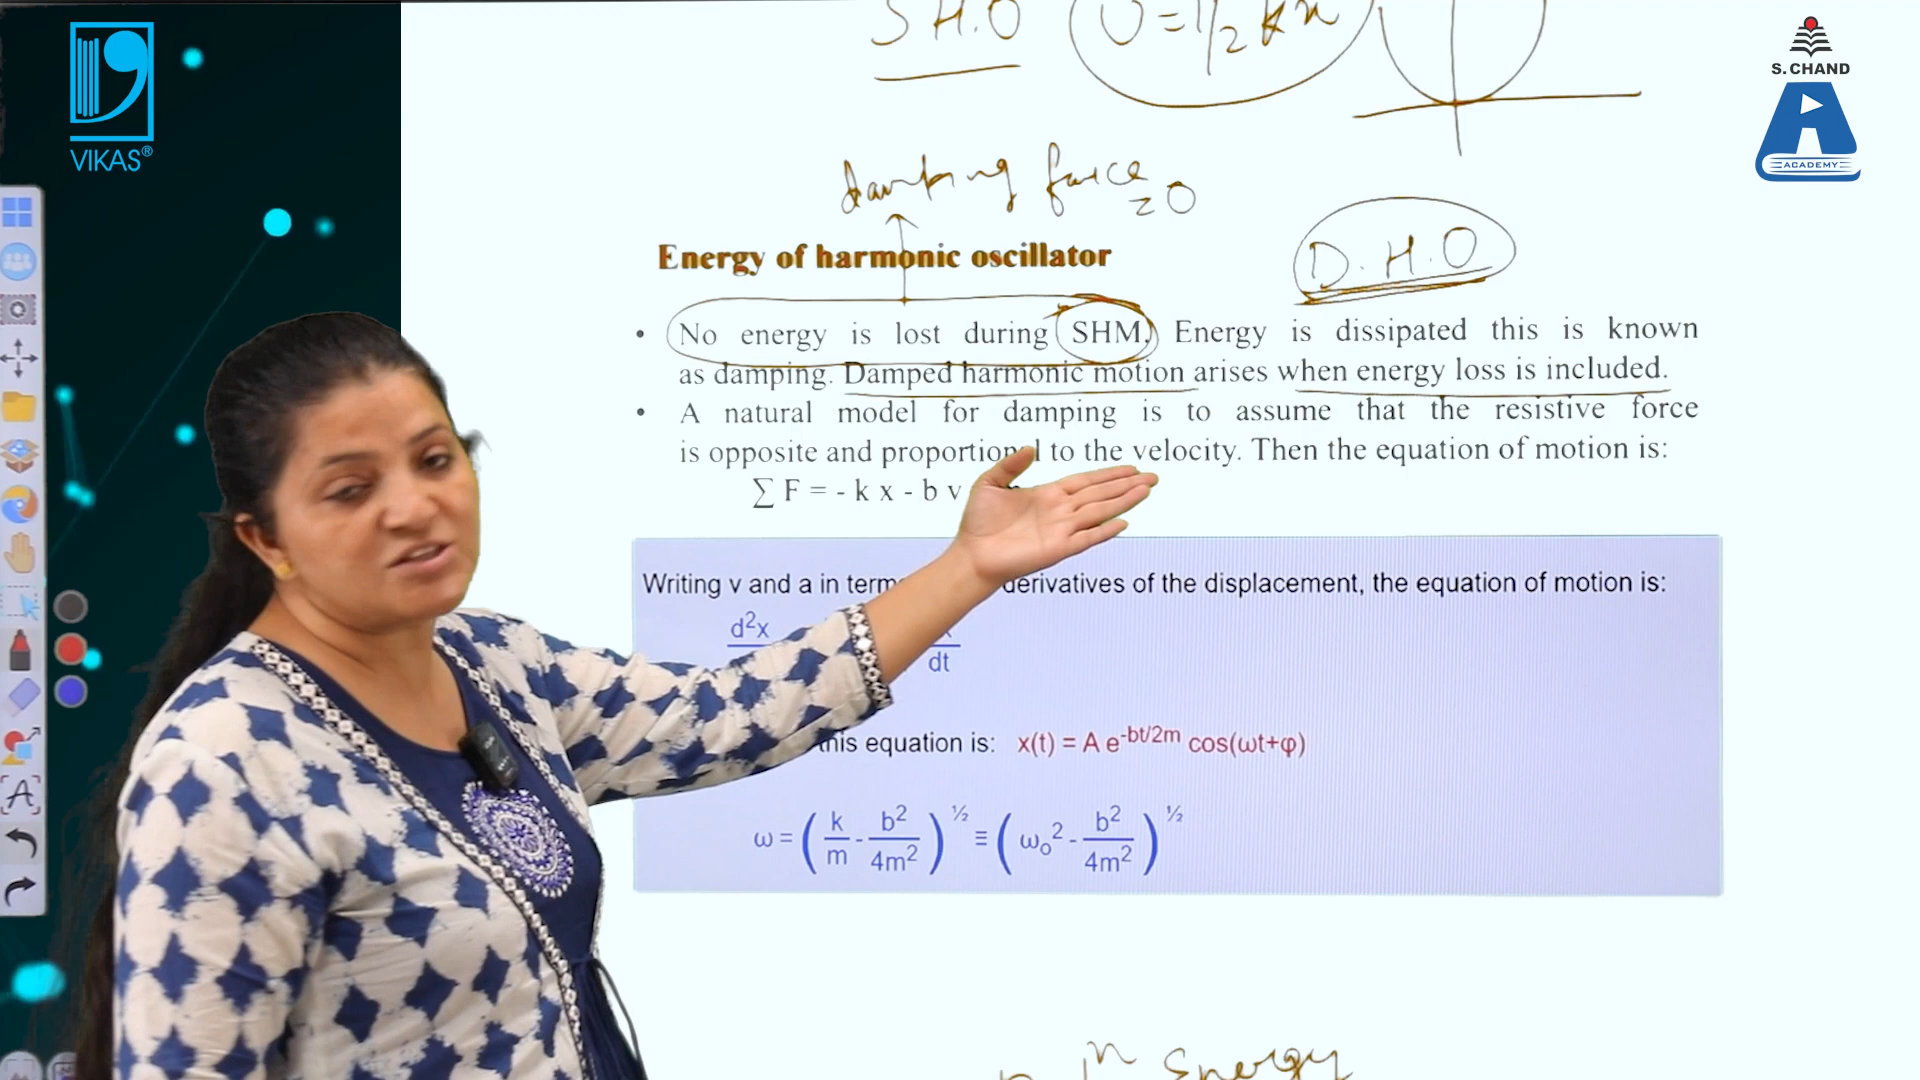 S H.O U = 1/2 kx
VIKAS®
S. CHAND
ACADEMY
damping force = 0
D. H. O
Energy of harmonic oscillator
• No energy is lost during SHM. Energy is dissipated this is known
as damping. Damped harmonic motion arises when energy loss is included.
• A natural model for damping is to assume that the resistive force
is opposite and proportional to the velocity. Then the equation of motion is:
∑ F = - k x - b v
Writing v and a in terms derivatives of the displacement, the equation of motion is:
d²x
dt
this equation is: x(t) = A e^-bt/2m cos(ωt+φ)
ω = (k/m - b²/4m²)^½ ≡ (ω₀² - b²/4m²)^½
in Energy